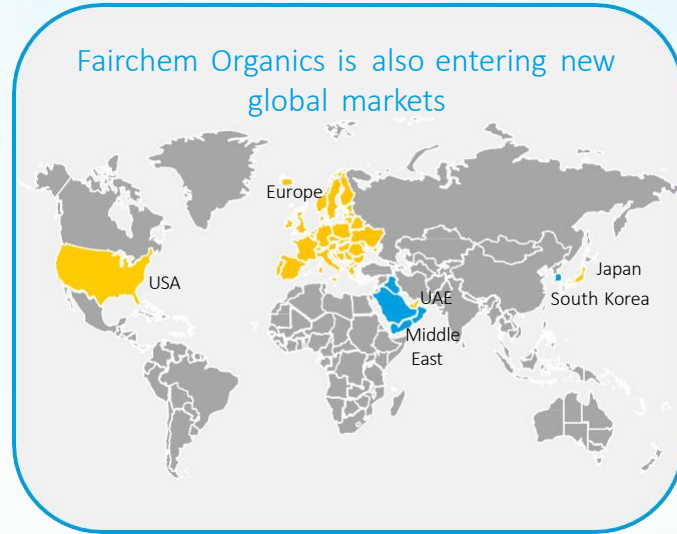 Fairchem Organics is also entering new
global markets
Europe
USA
UAE
Middle
East
Japan
South Korea